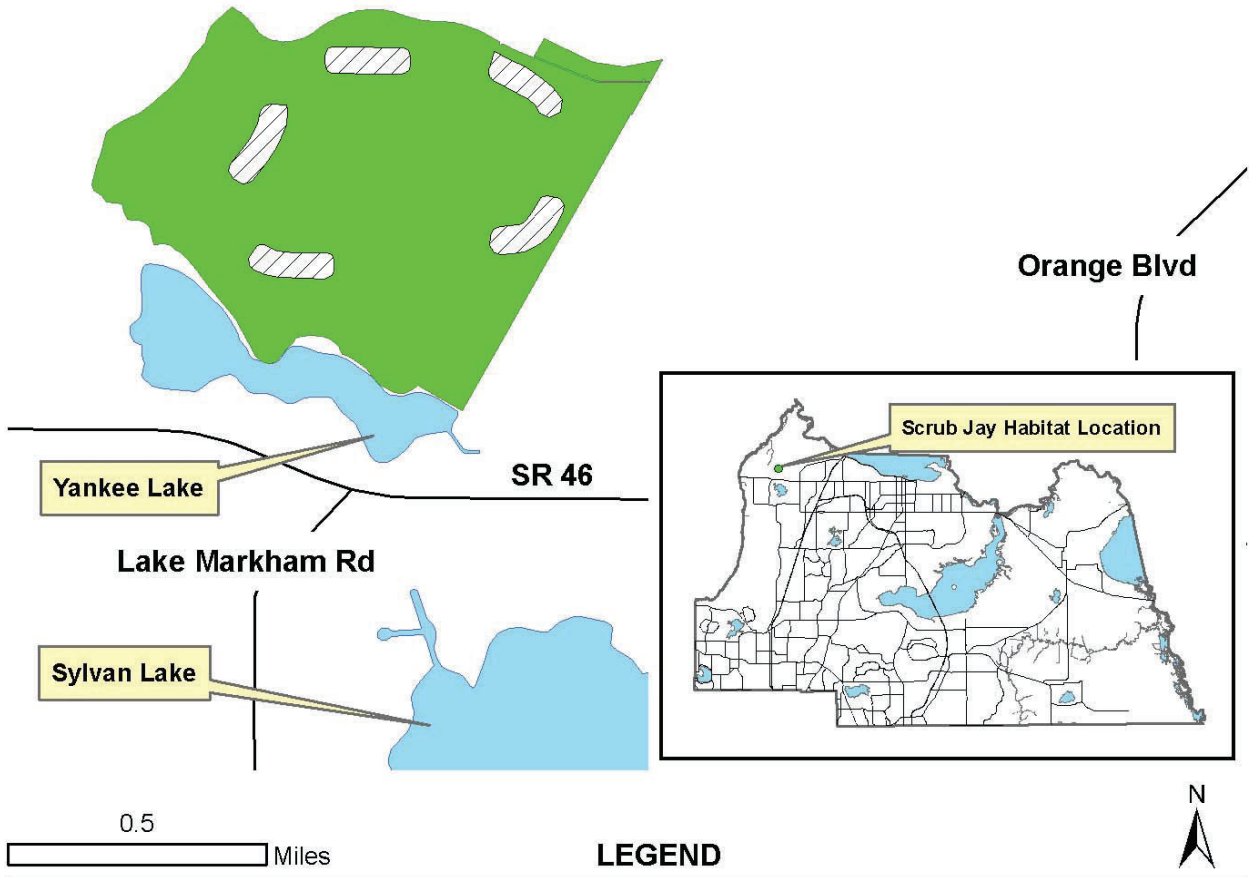 Orange Blvd
Scrub Jay Habitat Location
SR 46
Yankee Lake
Lake Markham Rd
Sylvan Lake
N
0.5
Miles
LEGEND